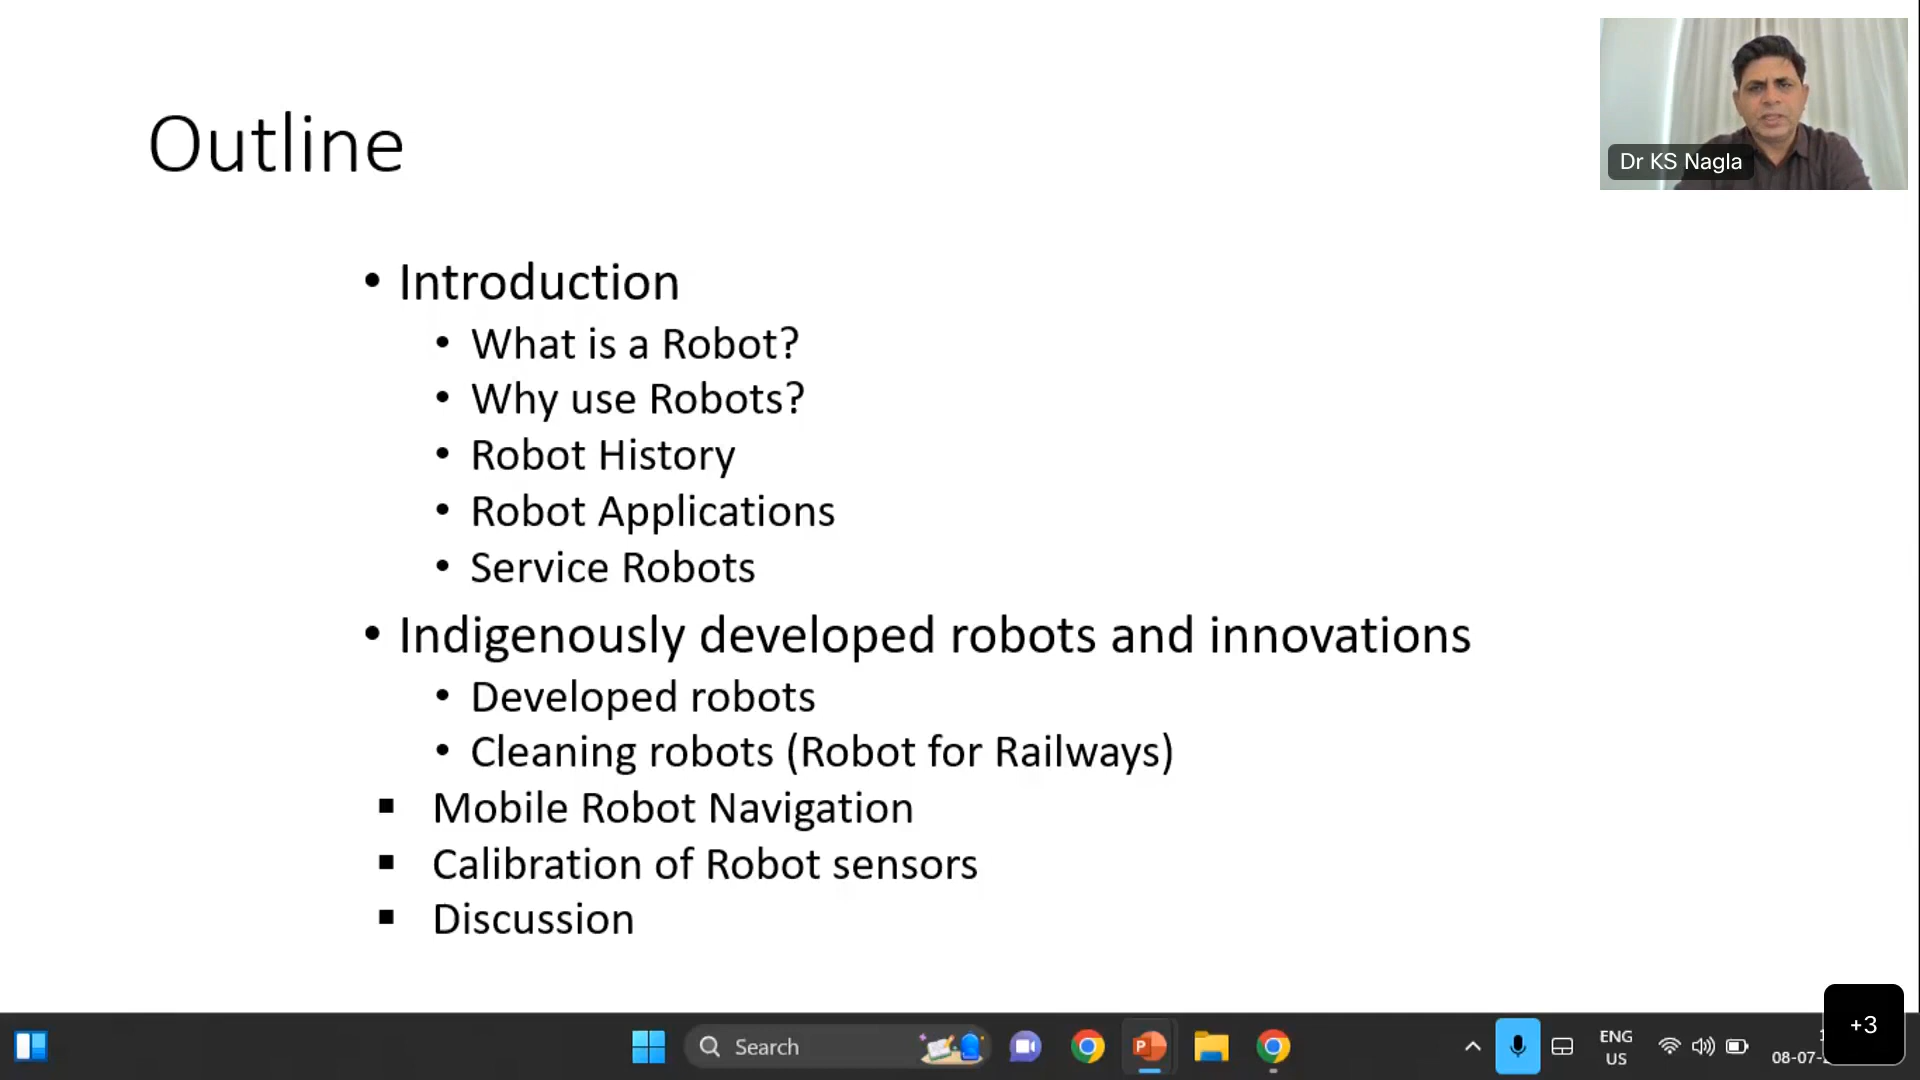 Outline
Dr KS Nagla
• Introduction
• What is a Robot?
• Why use Robots?
• Robot History
• Robot Applications
• Service Robots
• Indigenously developed robots and innovations
• Developed robots
• Cleaning robots (Robot for Railways)
▪ Mobile Robot Navigation
▪ Calibration of Robot sensors
▪ Discussion
Search
ENG
US
08-07-
+3